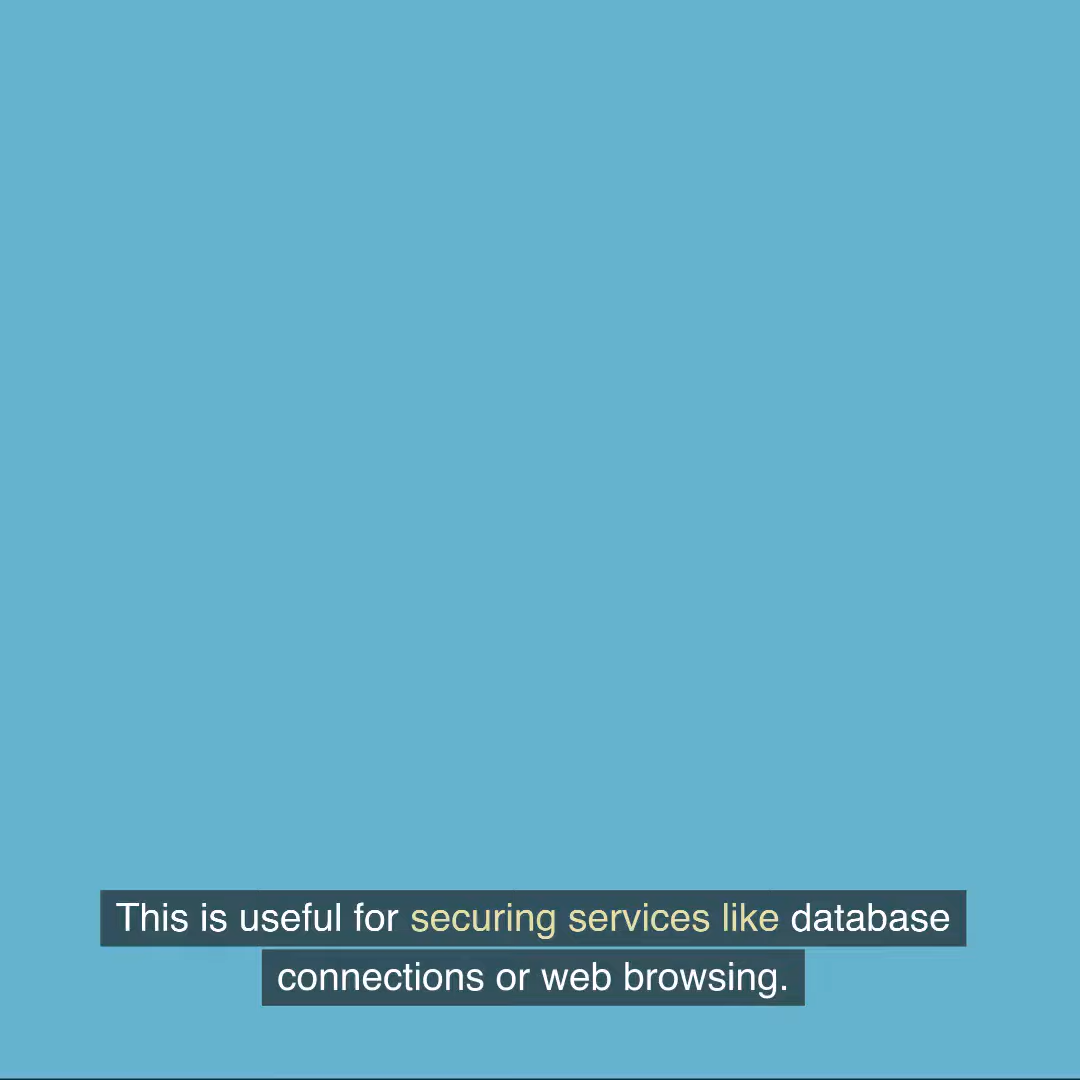 This is useful for securing services like database
connections or web browsing.